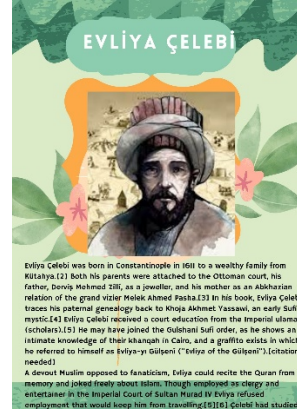 EVLİYA ÇELEBİ
Evliya Çelebi was born in Constantinople in 1611 to a wealthy family from
Kütahya.[2] Both his parents were attached to the Ottoman court, his
father, Derviş Mehmed Zilli, as a jeweller, and his mother as an Abkhazian
relation of the grand vizier Melek Ahmed Pasha.[3] In his book, Evliya Çelebi
traces his paternal genealogy back to Khoja Akhmet Yassawi, an early Sufi
mystic.[4] Evliya Çelebi received a court education from the Imperial ulama
(scholars).[5] He may have joined the Gulshani Sufi order, as he shows an
intimate knowledge of their khanqah in Cairo, and a graffito exists in which
he referred to himself as Evliya-yı Gülşenî ("Evliya of the Gülşenî").[citation
needed]
A devout Muslim opposed to fanaticism, Evliya could recite the Quran from
memory and joked freely about Islam. Though employed as clergy and
entertainer in the Imperial Court of Sultan Murad IV Evliya refused
employment that would keep him from travelling.[5][6] Çelebi had studied